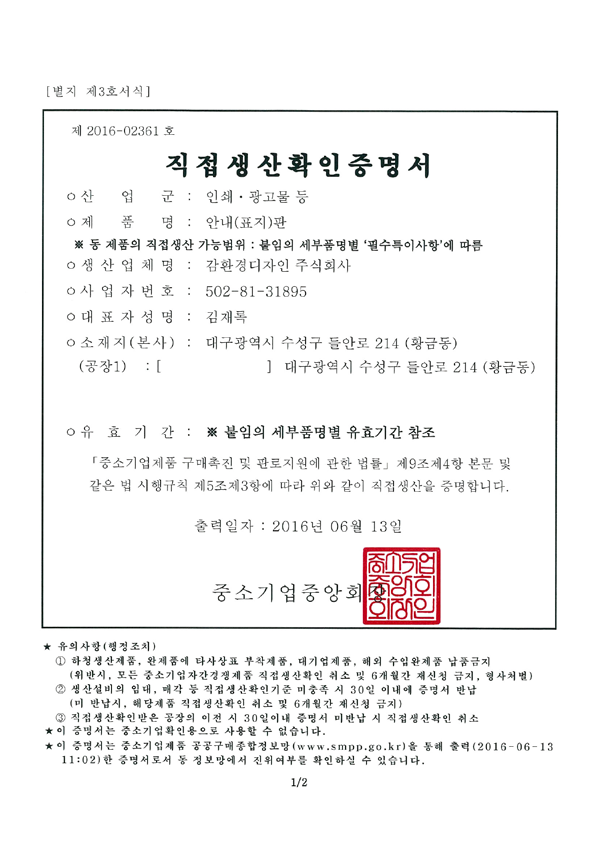 [별지 제3호서식]
제 2016-02361 호
직접생산확인증명서
ㅇ산 업 군 : 인쇄·광고물 등
ㅇ제 품 명 : 안내(표지)판
※ 동 제품의 직접생산 가능범위 : 붙임의 세부품명별 '필수특이사항'에 따름
ㅇ생산업체명 : 감환경디자인 주식회사
ㅇ사업자번호 : 502-81-31895
ㅇ대표자성명 : 김재록
ㅇ소재지(본사) : 대구광역시 수성구 들안로 214 (황금동)
(공장1) : [ ] 대구광역시 수성구 들안로 214 (황금동)
ㅇ유 효 기 간 : ※ 붙임의 세부품명별 유효기간 참조
「중소기업제품 구매촉진 및 판로지원에 관한 법률」제9조제4항 본문 및
같은 법 시행규칙 제5조제3항에 따라 위와 같이 직접생산을 증명합니다.
출력일자 : 2016년 06월 13일
중소기업중앙회장
중소기업중앙회장인
★ 유의사항(행정조치)
① 하청생산제품, 완제품에 타사상표 부착제품, 대기업제품, 해외 수입완제품 납품금지
(위반시, 모든 중소기업자간경쟁제품 직접생산확인 취소 및 6개월간 재신청 금지, 형사처벌)
② 생산설비의 임대, 매각 등 직접생산확인기준 미충족 시 30일 이내에 증명서 반납
(미 반납시, 해당제품 직접생산확인 취소 및 6개월간 재신청 금지)
③ 직접생산확인받은 공장의 이전 시 30일이내 증명서 미반납 시 직접생산확인 취소
★이 증명서는 중소기업확인용으로 사용할 수 없습니다.
★이 증명서는 중소기업제품 공공구매종합정보망(www.smpp.go.kr)을 통해 출력(2016-06-13
11:02)한 증명서로서 동 정보망에서 진위여부를 확인하실 수 있습니다.
1/2